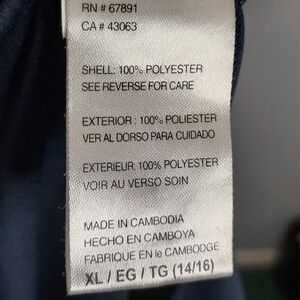 RN # 67891
CA # 43063
SHELL: 100% POLYESTER
SEE REVERSE FOR CARE
EXTERIOR : 100% POLIESTER
VER AL DORSO PARA CUIDADO
EXTERIEUR: 100% POLYESTER
VOIR AU VERSO SOIN
MADE IN CAMBODIA
HECHO EN CAMBOYA
FABRIQUE EN le CAMBODGE
XL / EG / TG (14/16)